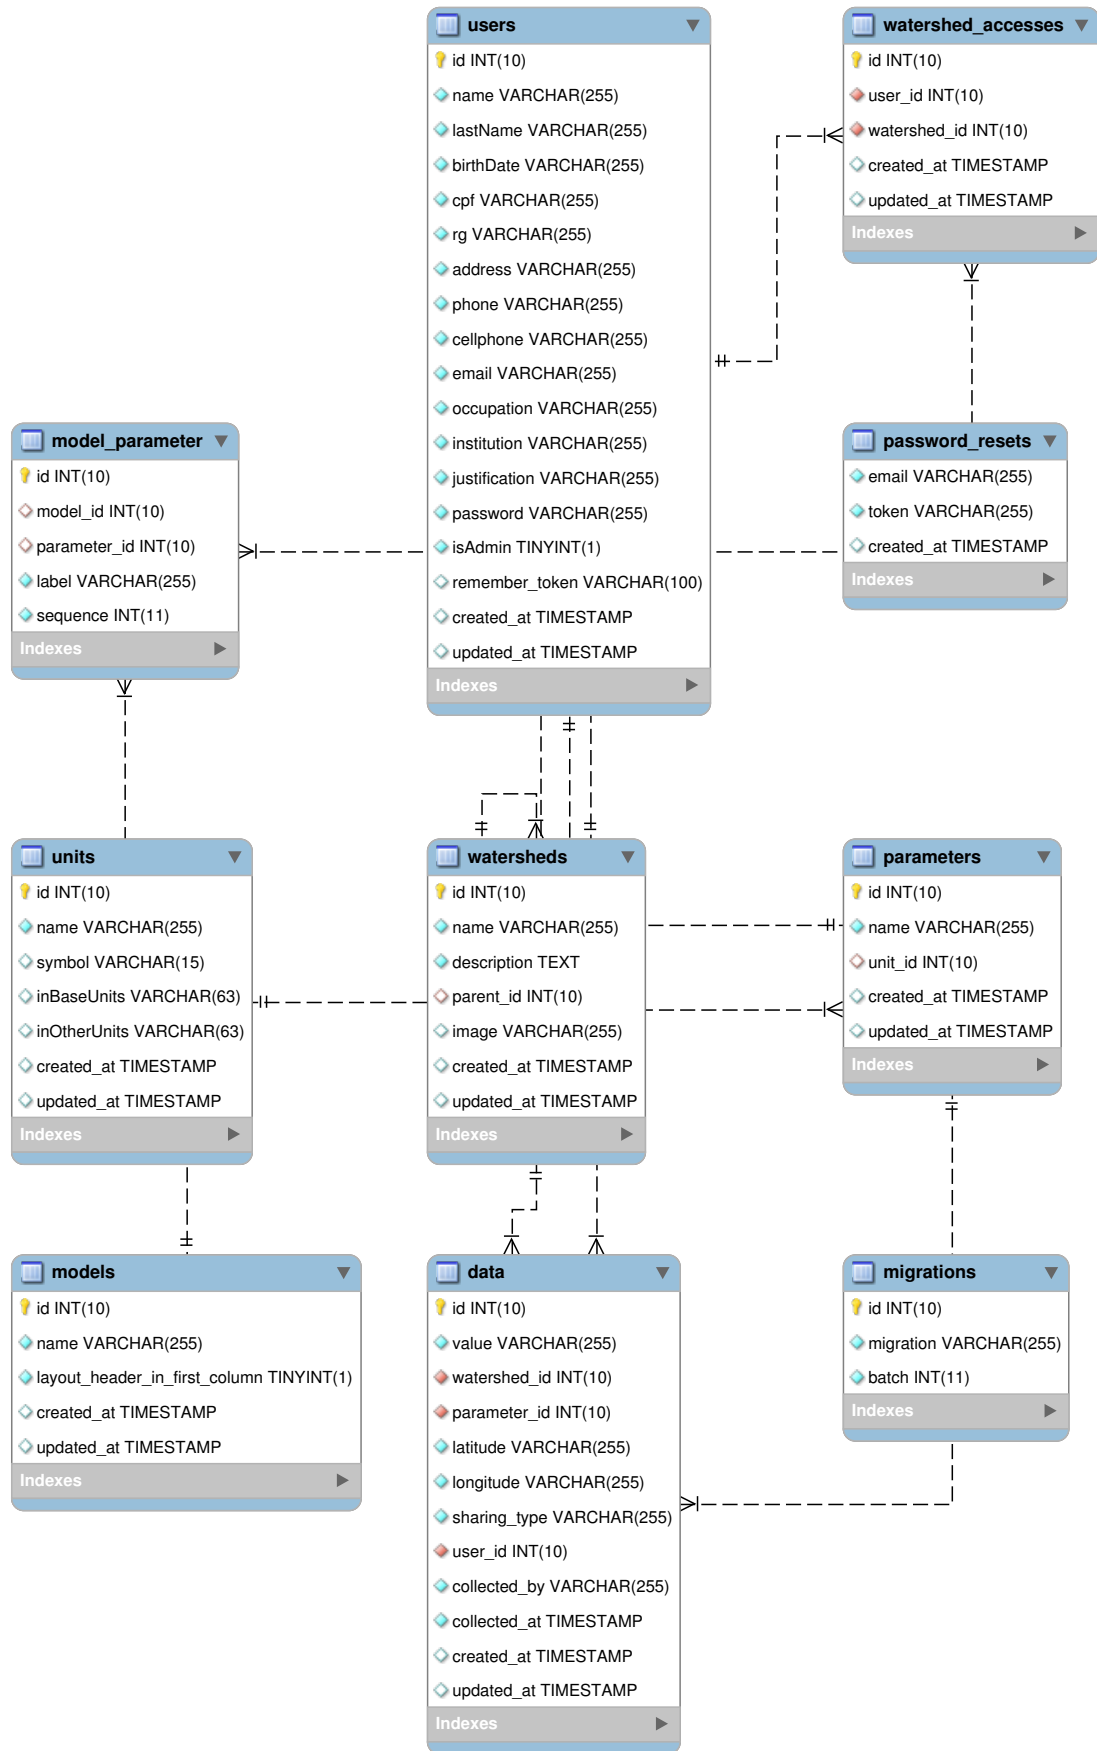 users
id INT(10)
name VARCHAR(255)
lastName VARCHAR(255)
birthDate VARCHAR(255)
cpf VARCHAR(255)
rg VARCHAR(255)
address VARCHAR(255)
phone VARCHAR(255)
cellphone VARCHAR(255)
email VARCHAR(255)
occupation VARCHAR(255)
institution VARCHAR(255)
justification VARCHAR(255)
password VARCHAR(255)
isAdmin TINYINT(1)
remember_token VARCHAR(100)
created_at TIMESTAMP
updated_at TIMESTAMP
Indexes
watershed_accesses
id INT(10)
user_id INT(10)
watershed_id INT(10)
created_at TIMESTAMP
updated_at TIMESTAMP
Indexes
model_parameter
id INT(10)
model_id INT(10)
parameter_id INT(10)
label VARCHAR(255)
sequence INT(11)
Indexes
password_resets
email VARCHAR(255)
token VARCHAR(255)
created_at TIMESTAMP
Indexes
units
id INT(10)
name VARCHAR(255)
symbol VARCHAR(15)
inBaseUnits VARCHAR(63)
inOtherUnits VARCHAR(63)
created_at TIMESTAMP
updated_at TIMESTAMP
Indexes
watersheds
id INT(10)
name VARCHAR(255)
description TEXT
parent_id INT(10)
image VARCHAR(255)
created_at TIMESTAMP
updated_at TIMESTAMP
Indexes
parameters
id INT(10)
name VARCHAR(255)
unit_id INT(10)
created_at TIMESTAMP
updated_at TIMESTAMP
Indexes
models
id INT(10)
name VARCHAR(255)
layout_header_in_first_column TINYINT(1)
created_at TIMESTAMP
updated_at TIMESTAMP
Indexes
data
id INT(10)
value VARCHAR(255)
watershed_id INT(10)
parameter_id INT(10)
latitude VARCHAR(255)
longitude VARCHAR(255)
sharing_type VARCHAR(255)
user_id INT(10)
collected_by VARCHAR(255)
collected_at TIMESTAMP
created_at TIMESTAMP
updated_at TIMESTAMP
Indexes
migrations
id INT(10)
migration VARCHAR(255)
batch INT(11)
Indexes